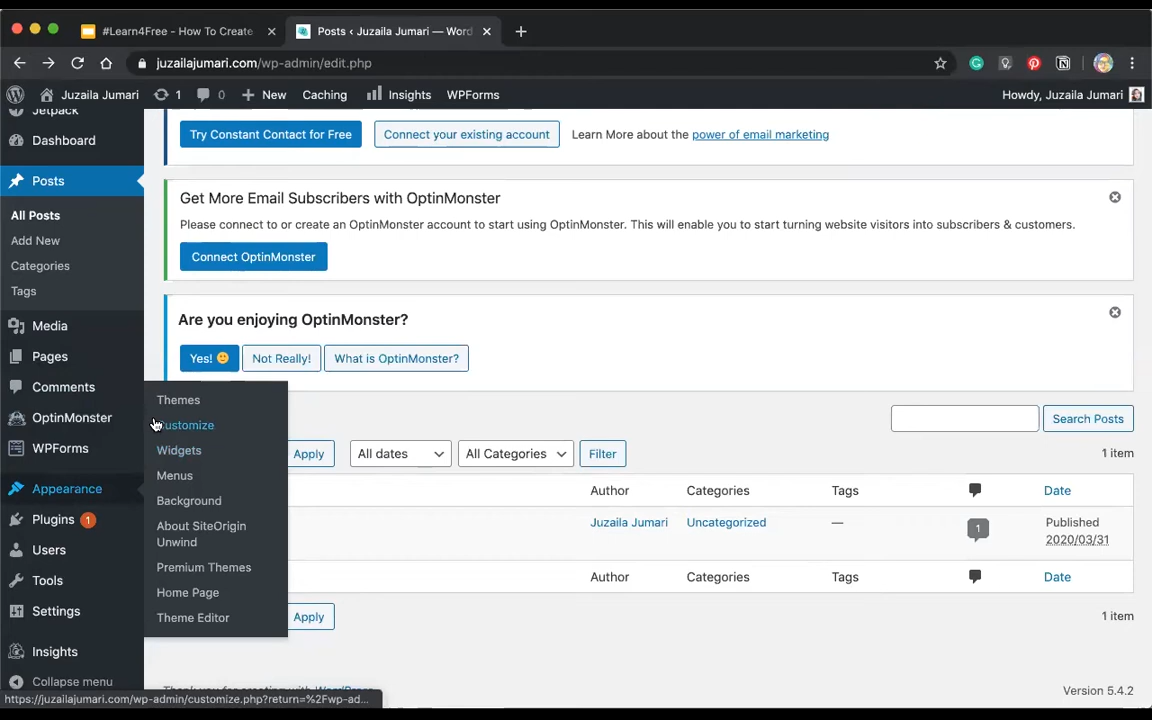 #Learn4Free - How To Create
Posts ‹ Juzaila Jumari — Word
juzailajumari.com/wp-admin/edit.php
Juzaila Jumari
1
0
New
Caching
Insights
WPForms
Howdy, Juzaila Jumari
Jetpack
Dashboard
Posts
All Posts
Add New
Categories
Tags
Media
Pages
Comments
OptinMonster
WPForms
Appearance
Plugins 1
Users
Tools
Settings
Insights
Collapse menu
Themes
Customize
Widgets
Menus
Background
About SiteOrigin
Unwind
Premium Themes
Home Page
Theme Editor
Try Constant Contact for Free
Connect your existing account
Learn More about the power of email marketing
Get More Email Subscribers with OptinMonster
Please connect to or create an OptinMonster account to start using OptinMonster. This will enable you to start turning website visitors into subscribers & customers.
Connect OptinMonster
Are you enjoying OptinMonster?
Yes!
Not Really!
What is OptinMonster?
Search Posts
Apply
All dates
All Categories
Filter
1 item
Author
Categories
Tags
Date
Juzaila Jumari
Uncategorized
—
1
Published
2020/03/31
Author
Categories
Tags
Date
Apply
1 item
Version 5.4.2
https://juzailajumari.com/wp-admin/customize.php?return=%2Fwp-ad...